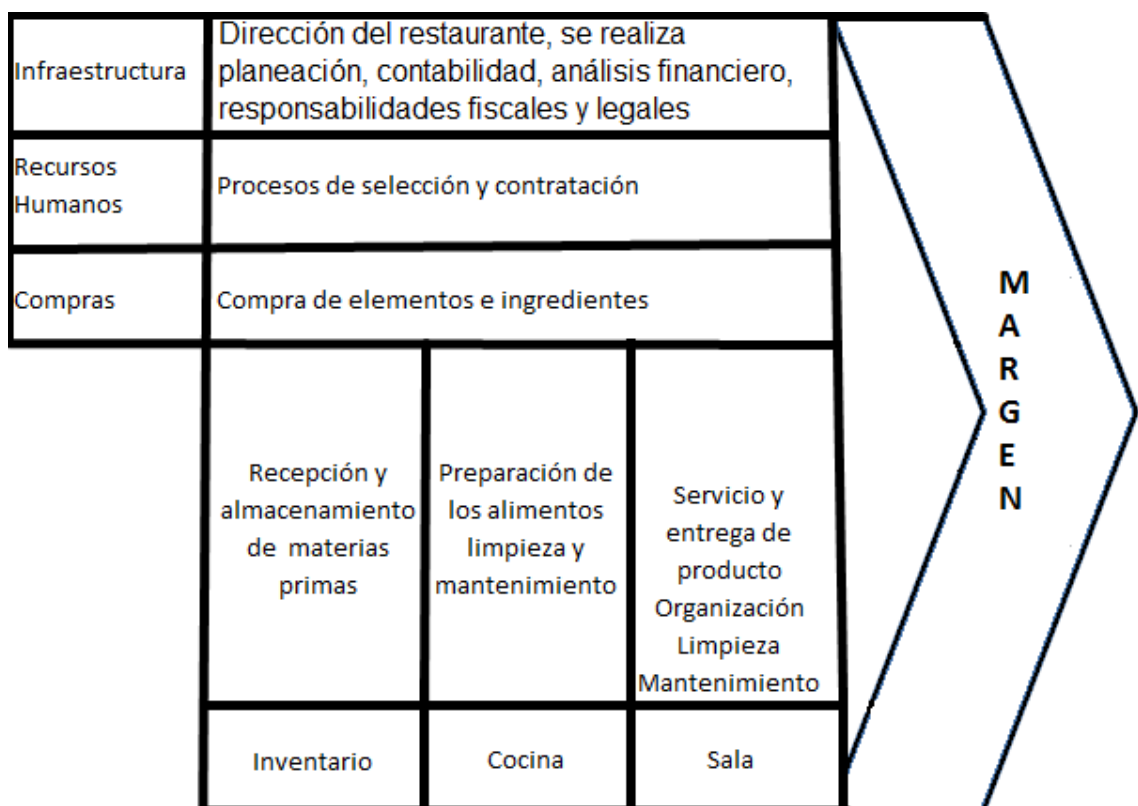 Infraestructura
Dirección del restaurante, se realiza
planeación, contabilidad, análisis financiero,
responsabilidades fiscales y legales
Recursos
Humanos
Procesos de selección y contratación
Compras
Compra de elementos e ingredientes
Recepción y
almacenamiento
de materias
primas
Preparación de
los alimentos
limpieza y
mantenimiento
Servicio y
entrega de
producto
Organización
Limpieza
Mantenimiento
Inventario
Cocina
Sala
M
A
R
G
E
N